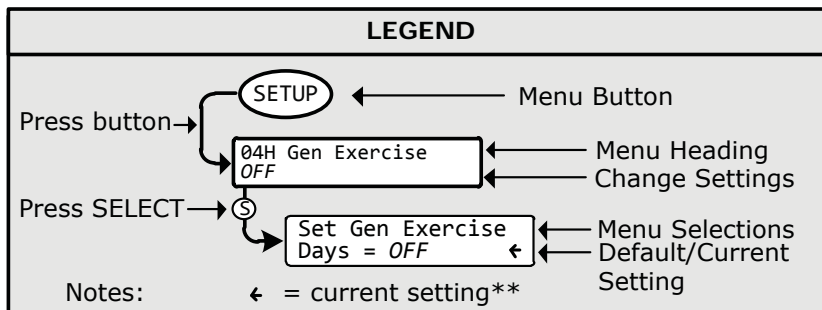 LEGEND
SETUP
Menu Button
Press button
04H Gen Exercise
OFF
Menu Heading
Change Settings
Press SELECT
S
Set Gen Exercise
Days = OFF ←
Menu Selections
Default/Current
Setting
Notes: ← = current setting**